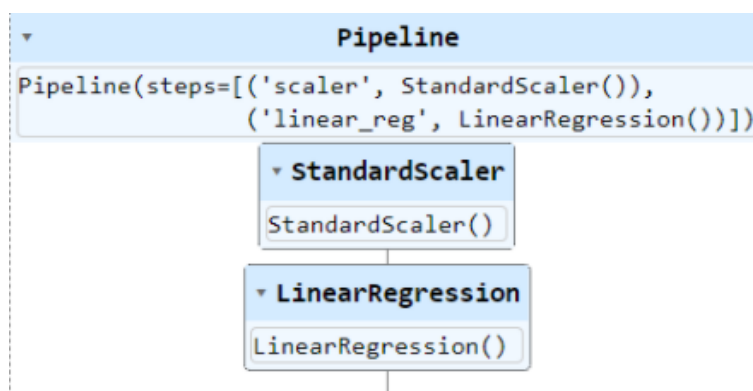 Pipeline
Pipeline(steps=[('scaler', StandardScaler()),
('linear_reg', LinearRegression())])
StandardScaler
StandardScaler()
LinearRegression
LinearRegression()